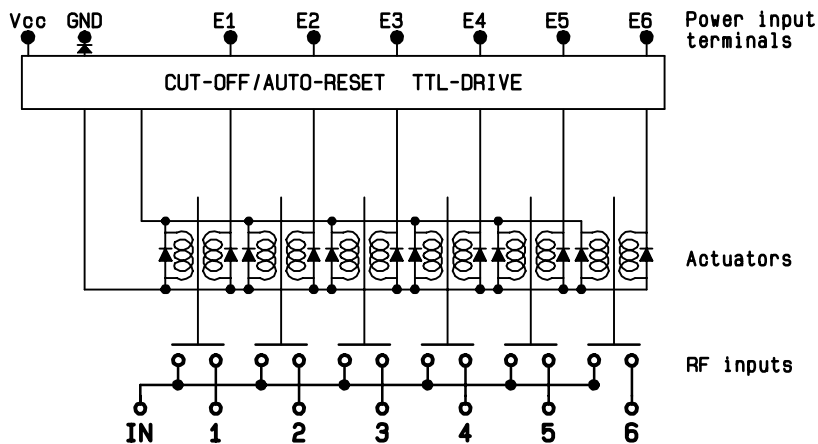 Vcc GND E1 E2 E3 E4 E5 E6 Power input
terminals
CUT-OFF/AUTO-RESET TTL-DRIVE
Actuators
RF inputs
IN 1 2 3 4 5 6